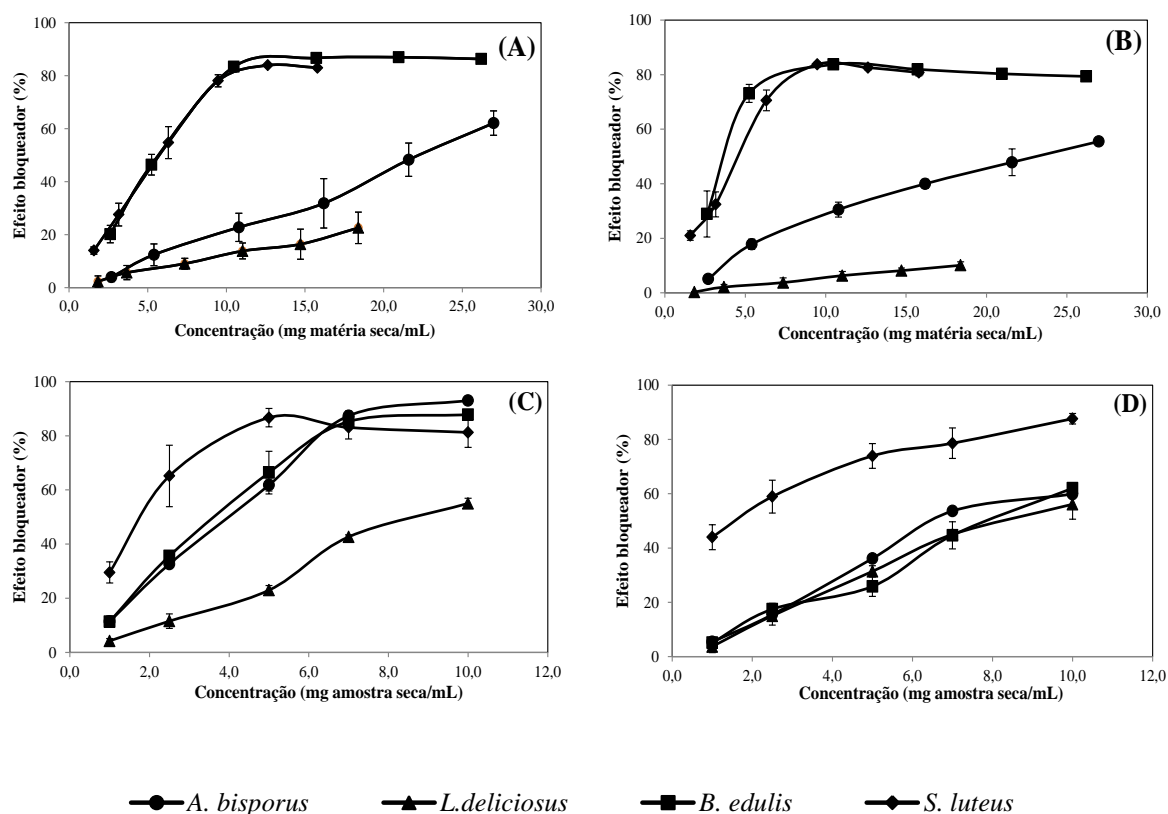 (A)
Efeito bloqueador (%)
100
80
60
40
20
0
0,0 5,0 10,0 15,0 20,0 25,0 30,0
Concentração (mg matéria seca/mL)
(B)
Efeito bloqueador (%)
100
80
60
40
20
0
0,0 5,0 10,0 15,0 20,0 25,0 30,0
Concentração (mg matéria seca/mL)
(C)
Efeito bloqueador (%)
100
80
60
40
20
0
0,0 2,0 4,0 6,0 8,0 10,0 12,0
Concentração (mg amostra seca/mL)
(D)
Efeito bloqueador (%)
100
80
60
40
20
0
0,0 2,0 4,0 6,0 8,0 10,0 12,0
Concentração (mg amostra seca/mL)
A. bisporus L.deliciosus B. edulis S. luteus